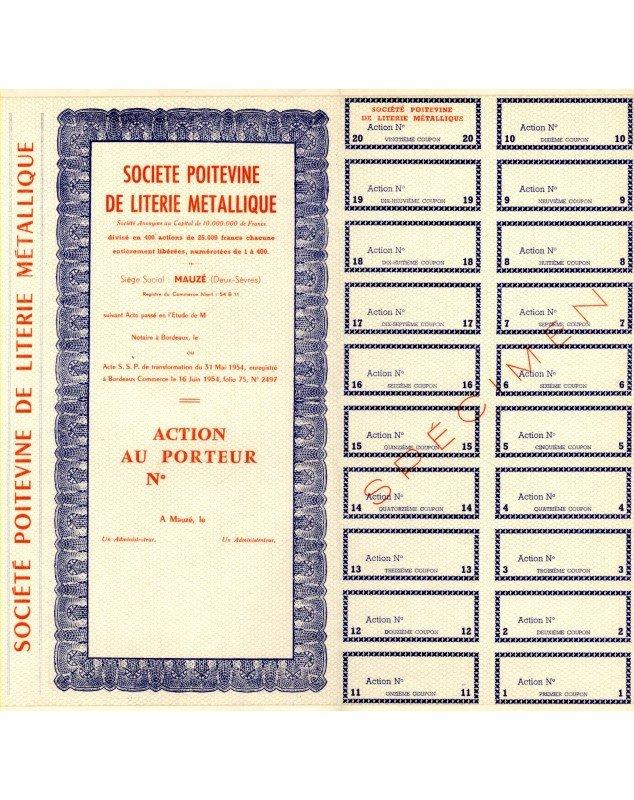 SOCIÉTÉ POITEVINE DE LITERIE MÉTALLIQUE
SOCIETE POITEVINE
DE LITERIE METALLIQUE
Société Anonyme au Capital de 10.000.000 de Francs
divisé en 400 actions de 25.000 francs chacune
entièrement libérées, numérotées de 1 à 400.
Siège Social : MAUZÉ (Deux-Sèvres)
Registre du Commerce Niort : 54 B 11
suivant Acte passé en l'Etude de M
Notaire à Bordeaux, le
ou
Acte S. S. P. de transformation du 31 Mai 1954, enregistré
à Bordeaux Commerce le 16 Juin 1954, folio 75, N° 2497
ACTION
AU PORTEUR
N°
A Mauzé, le
Un Administrateur, Un Administrateur,
SOCIÉTÉ POITEVINE
DE LITERIE MÉTALLIQUE
Action N°
20 VINGTIÈME COUPON 20
Action N°
19 DIX-NEUVIÈME COUPON 19
Action N°
18 DIX-HUITIÈME COUPON 18
Action N°
17 DIX-SEPTIÈME COUPON 17
Action N°
16 SEIZIÈME COUPON 16
Action N°
15 QUINZIÈME COUPON 15
Action N°
14 QUATORZIÈME COUPON 14
Action N°
13 TREIZIÈME COUPON 13
Action N°
12 DOUZIÈME COUPON 12
Action N°
11 ONZIÈME COUPON 11
Action N°
10 DIXIÈME COUPON 10
Action N°
9 NEUVIÈME COUPON 9
Action N°
8 HUITIÈME COUPON 8
Action N°
7 SEPTIÈME COUPON 7
Action N°
6 SIXIÈME COUPON 6
Action N°
5 CINQUIÈME COUPON 5
Action N°
4 QUATRIÈME COUPON 4
Action N°
3 TROISIÈME COUPON 3
Action N°
2 DEUXIÈME COUPON 2
Action N°
1 PREMIER COUPON 1
SPÉCIMEN